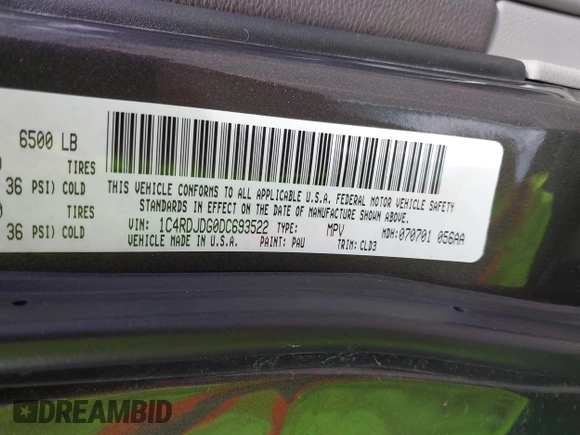 6500 LB
TIRES
36 PSI) COLD
TIRES
36 PSI) COLD
THIS VEHICLE CONFORMS TO ALL APPLICABLE U.S.A. FEDERAL MOTOR VEHICLE SAFETY
STANDARDS IN EFFECT ON THE DATE OF MANUFACTURE SHOWN ABOVE.
VIN: 1C4RDJDG0DC693522 TYPE: MPV MDH: 070701 056AA
VEHICLE MADE IN U.S.A. PAINT: PAU TRIM: CLD3
DREAMBID